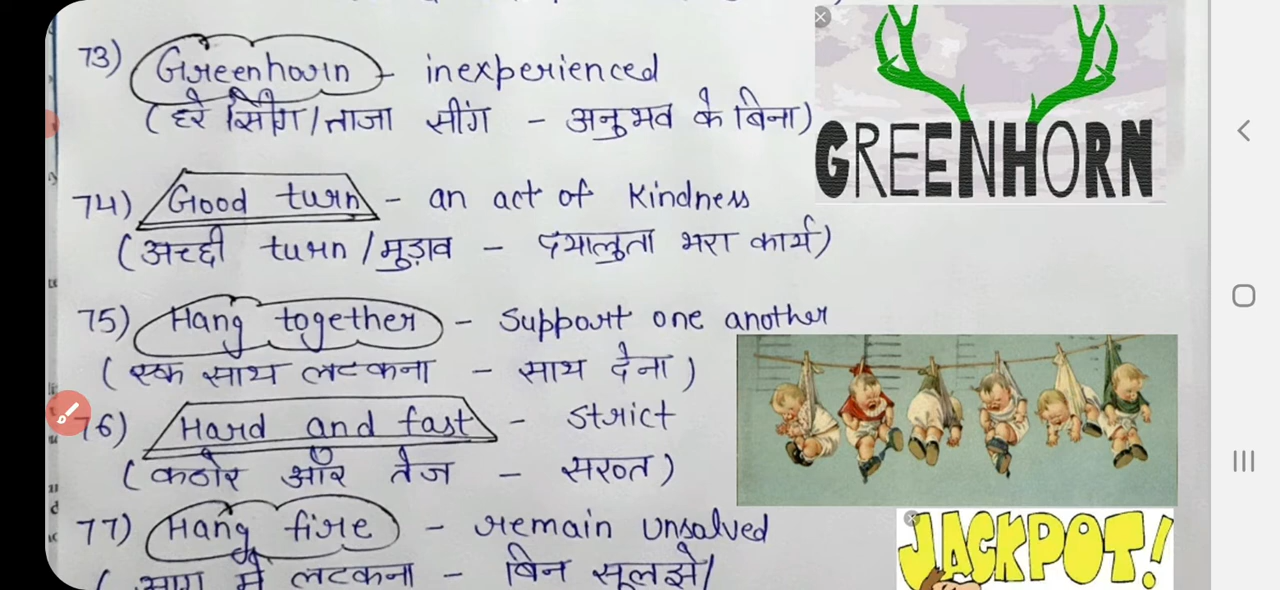 73) Greenhorn - inexperienced
(हरे सिींग/ताजा सींग - अनुभव के बिना)
GREENHORN
74) Good turn - an act of kindness
(अच्छी turn/मुड़ाव - दयालुता भरा कार्य)
75) Hang together - Support one another
(एक साथ लटकना - साथ देना)
76) Hard and fast - Strict
(कठोर और तेज - सख्त)
77) Hang fire - remain unsolved
(आग में लटकना - बिन सूलझे/
JACKPOT!